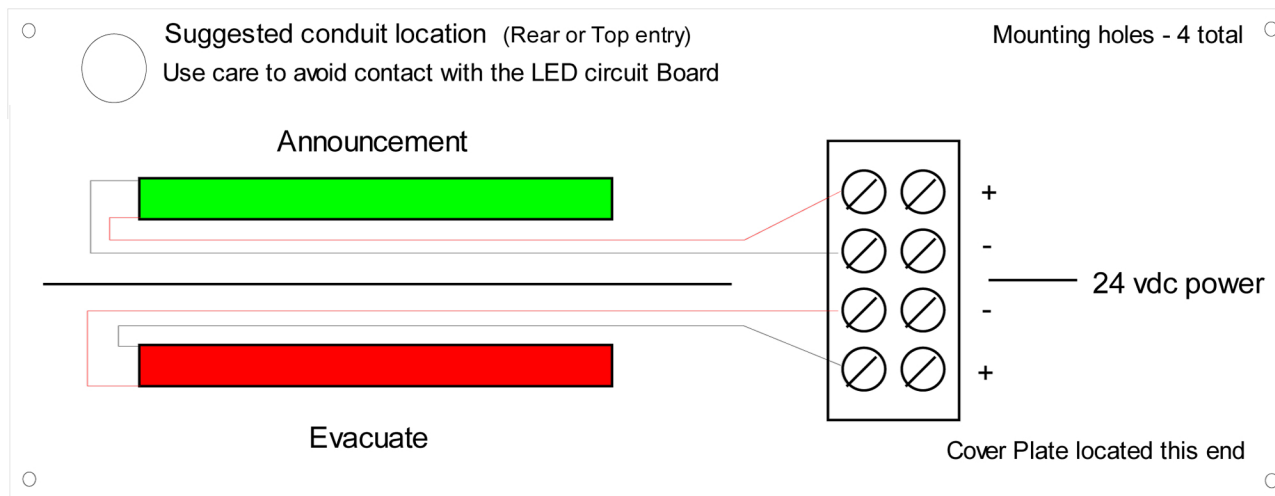 Suggested conduit location (Rear or Top entry)
Mounting holes - 4 total
Use care to avoid contact with the LED circuit Board
Announcement
+
-
24 vdc power
-
+
Evacuate
Cover Plate located this end